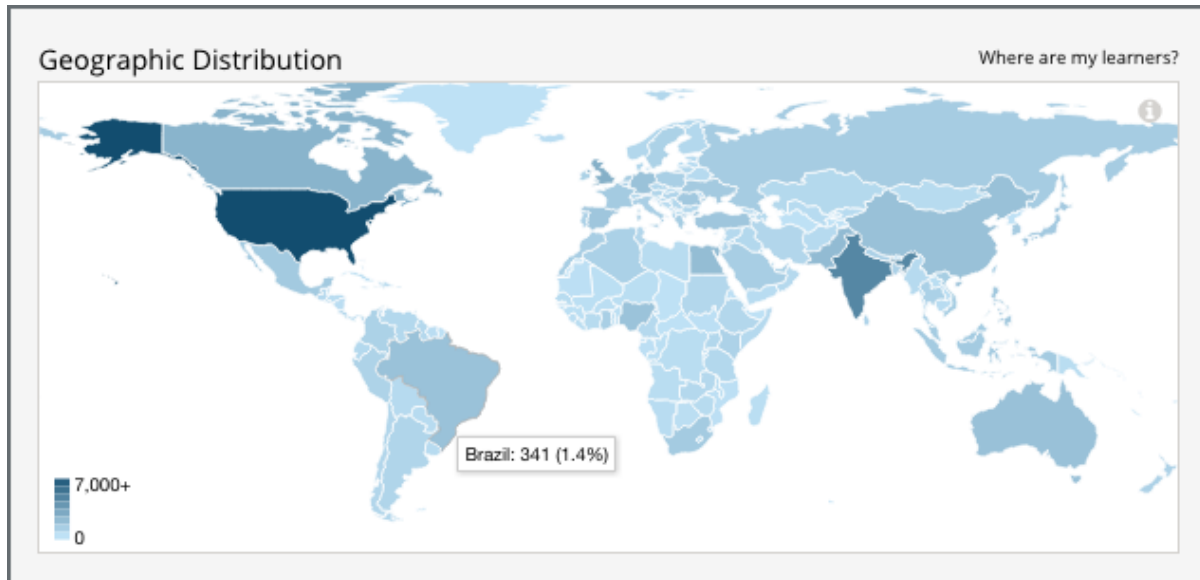 Geographic Distribution
Where are my learners?
Brazil: 341 (1.4%)
7,000+
0